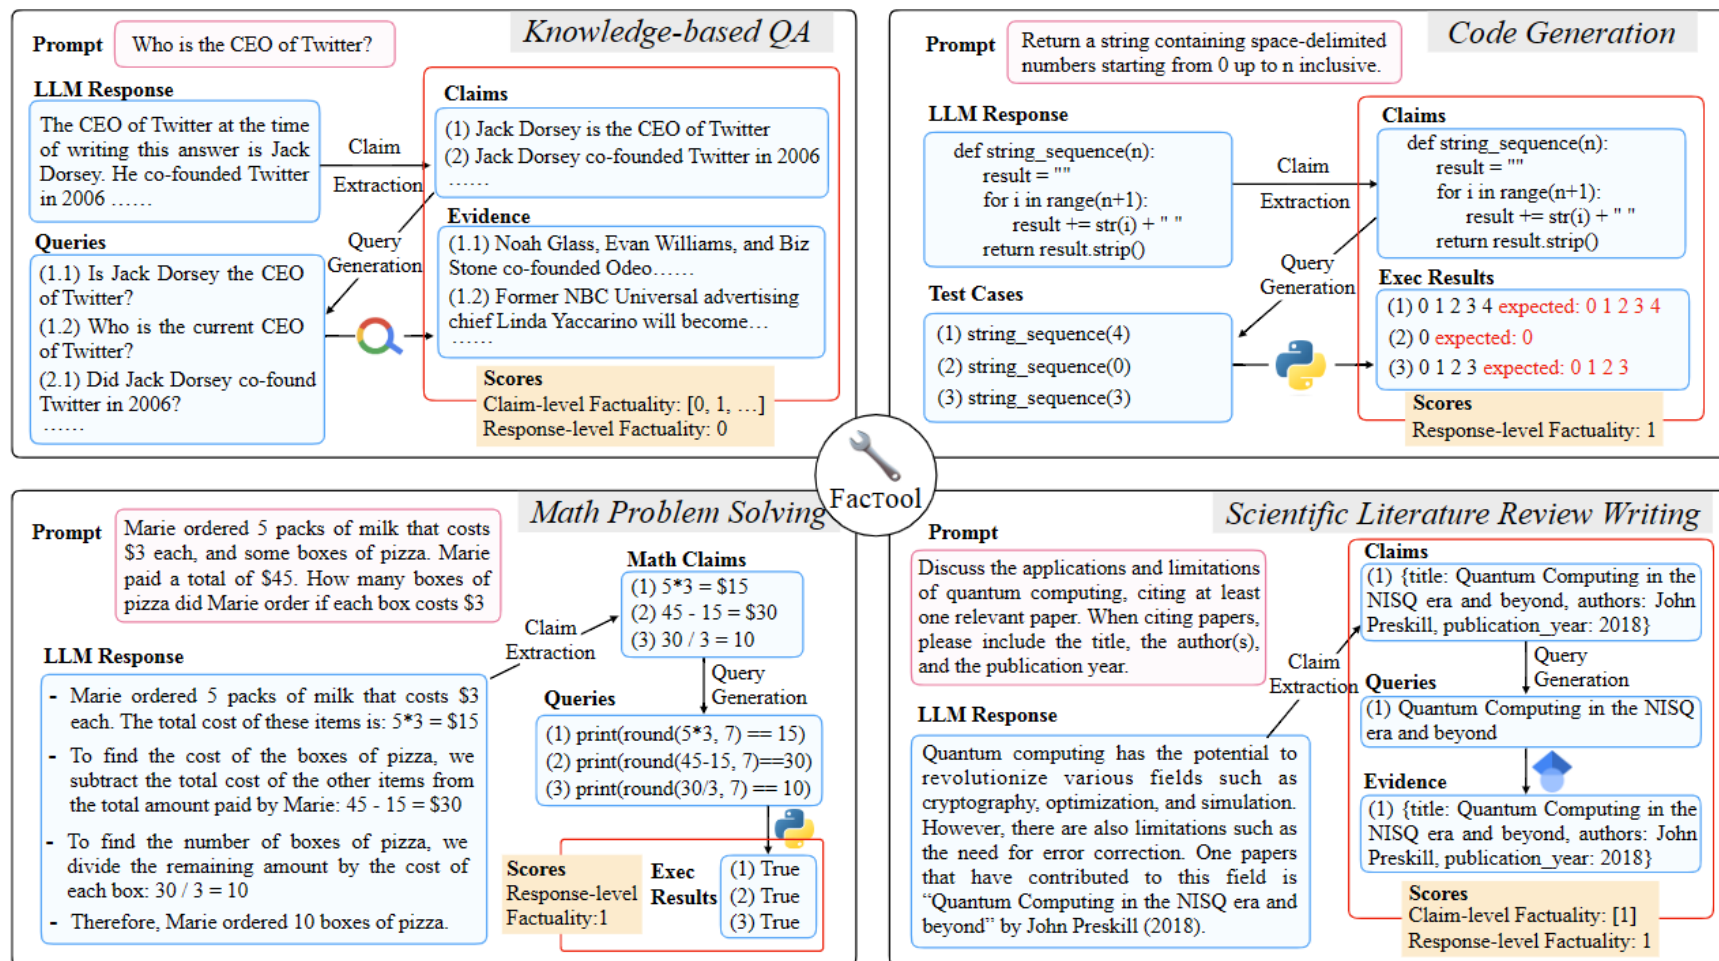 Knowledge-based QA
Prompt
Who is the CEO of Twitter?
LLM Response
The CEO of Twitter at the time
of writing this answer is Jack
Dorsey. He co-founded Twitter
in 2006 ……
Claim
Extraction
Claims
(1) Jack Dorsey is the CEO of Twitter
(2) Jack Dorsey co-founded Twitter in 2006
……
Query
Generation
Queries
(1.1) Is Jack Dorsey the CEO
of Twitter?
(1.2) Who is the current CEO
of Twitter?
(2.1) Did Jack Dorsey co-found
Twitter in 2006?
……
Evidence
(1.1) Noah Glass, Evan Williams, and Biz
Stone co-founded Odeo……
(1.2) Former NBC Universal advertising
chief Linda Yaccarino will become…
……
Scores
Claim-level Factuality: [0, 1, …]
Response-level Factuality: 0
Code Generation
Prompt
Return a string containing space-delimited
numbers starting from 0 up to n inclusive.
LLM Response
def string_sequence(n):
result = ""
for i in range(n+1):
result += str(i) + " "
return result.strip()
Claim
Extraction
Claims
def string_sequence(n):
result = ""
for i in range(n+1):
result += str(i) + " "
return result.strip()
Query
Generation
Test Cases
(1) string_sequence(4)
(2) string_sequence(0)
(3) string_sequence(3)
Exec Results
(1) 0 1 2 3 4 expected: 0 1 2 3 4
(2) 0 expected: 0
(3) 0 1 2 3 expected: 0 1 2 3
Scores
Response-level Factuality: 1
FacTool
Math Problem Solving
Prompt
Marie ordered 5 packs of milk that costs
$3 each, and some boxes of pizza. Marie
paid a total of $45. How many boxes of
pizza did Marie order if each box costs $3
LLM Response
- Marie ordered 5 packs of milk that costs $3
each. The total cost of these items is: 5*3 = $15
- To find the cost of the boxes of pizza, we
subtract the total cost of the other items from
the total amount paid by Marie: 45 - 15 = $30
- To find the number of boxes of pizza, we
divide the remaining amount by the cost of
each box: 30 / 3 = 10
- Therefore, Marie ordered 10 boxes of pizza.
Claim
Extraction
Math Claims
(1) 5*3 = $15
(2) 45 - 15 = $30
(3) 30 / 3 = 10
Query
Generation
Queries
(1) print(round(5*3, 7) == 15)
(2) print(round(45-15, 7)==30)
(3) print(round(30/3, 7) == 10)
Scores
Response-level
Factuality:1
Exec
Results
(1) True
(2) True
(3) True
Scientific Literature Review Writing
Prompt
Discuss the applications and limitations
of quantum computing, citing at least
one relevant paper. When citing papers,
please include the title, the author(s),
and the publication year.
LLM Response
Quantum computing has the potential to
revolutionize various fields such as
cryptography, optimization, and simulation.
However, there are also limitations such as
the need for error correction. One papers
that have contributed to this field is
“Quantum Computing in the NISQ era and
beyond” by John Preskill (2018).
Claim
Extraction
Claims
(1) {title: Quantum Computing in the
NISQ era and beyond, authors: John
Preskill, publication_year: 2018}
Query
Generation
Queries
(1) Quantum Computing in the NISQ
era and beyond
Evidence
(1) {title: Quantum Computing in the
NISQ era and beyond, authors: John
Preskill, publication_year: 2018}
Scores
Claim-level Factuality: [1]
Response-level Factuality: 1